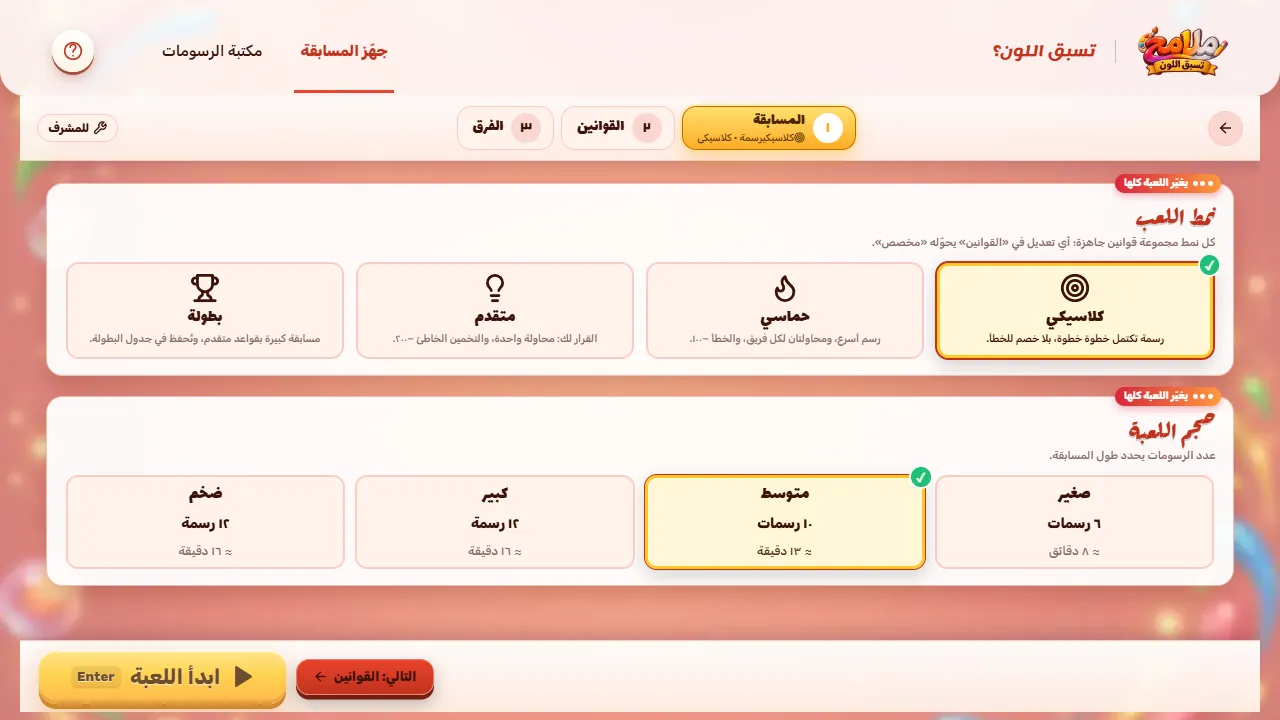 ملامح
تسبق اللون
تسبق اللون؟
جهّز المسابقة
مكتبة الرسومات
١
المسابقة
كلاسيكيرسمة • كلاسيكي
٢
القوانين
٣
الفرق
للمشرف
يغيّر اللعبة كلها
نمط اللعب
كل نمط مجموعة قوانين جاهزة؛ أي تعديل في «القوانين» يحوّله «مخصص».
كلاسيكي
رسمة تكتمل خطوة خطوة، بلا خصم للخطأ.
حماسي
رسم أسرع، ومحاولتان لكل فريق، والخطأ −١٠٠.
متقدم
القرار لك: محاولة واحدة، والتخمين الخاطئ −٢٠٠.
بطولة
مسابقة كبيرة بقواعد متقدم، وتُحفظ في جدول البطولة.
يغيّر اللعبة كلها
حجم اللعبة
عدد الرسومات يحدد طول المسابقة.
صغير
٦ رسمات
≈ ٨ دقائق
متوسط
١٠ رسمات
≈ ١٣ دقيقة
كبير
١٢ رسمة
≈ ١٦ دقيقة
ضخم
١٢ رسمة
≈ ١٦ دقيقة
التالي: القوانين
ابدأ اللعبة Enter